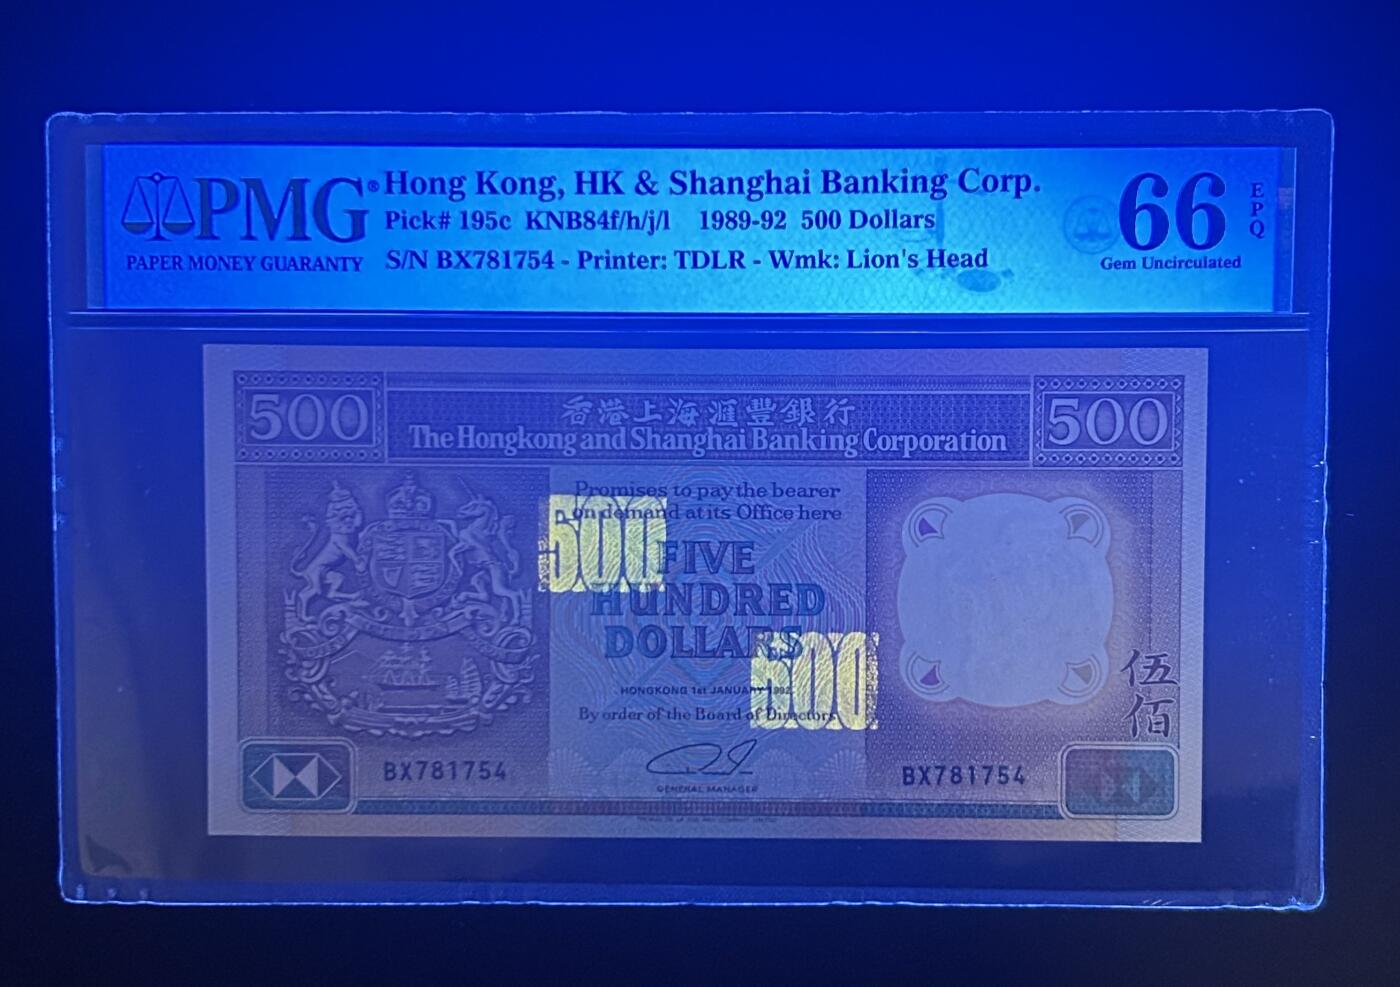 PMG®
PAPER MONEY GUARANTY
Hong Kong, HK & Shanghai Banking Corp.
Pick# 195c KNB84f/h/j/l 1989-92 500 Dollars
S/N BX781754 - Printer: TDLR - Wmk: Lion's Head
66
EPQ
Gem Uncirculated
500
香港上海滙豐銀行
The Hongkong and Shanghai Banking Corporation
500
Promises to pay the bearer
on demand at its Office here
500
FIVE
HUNDRED
DOLLARS
500
HONGKONG 1st JANUARY 1992
By order of the Board of Directors
伍佰
BX781754
GENERAL MANAGER
BX781754